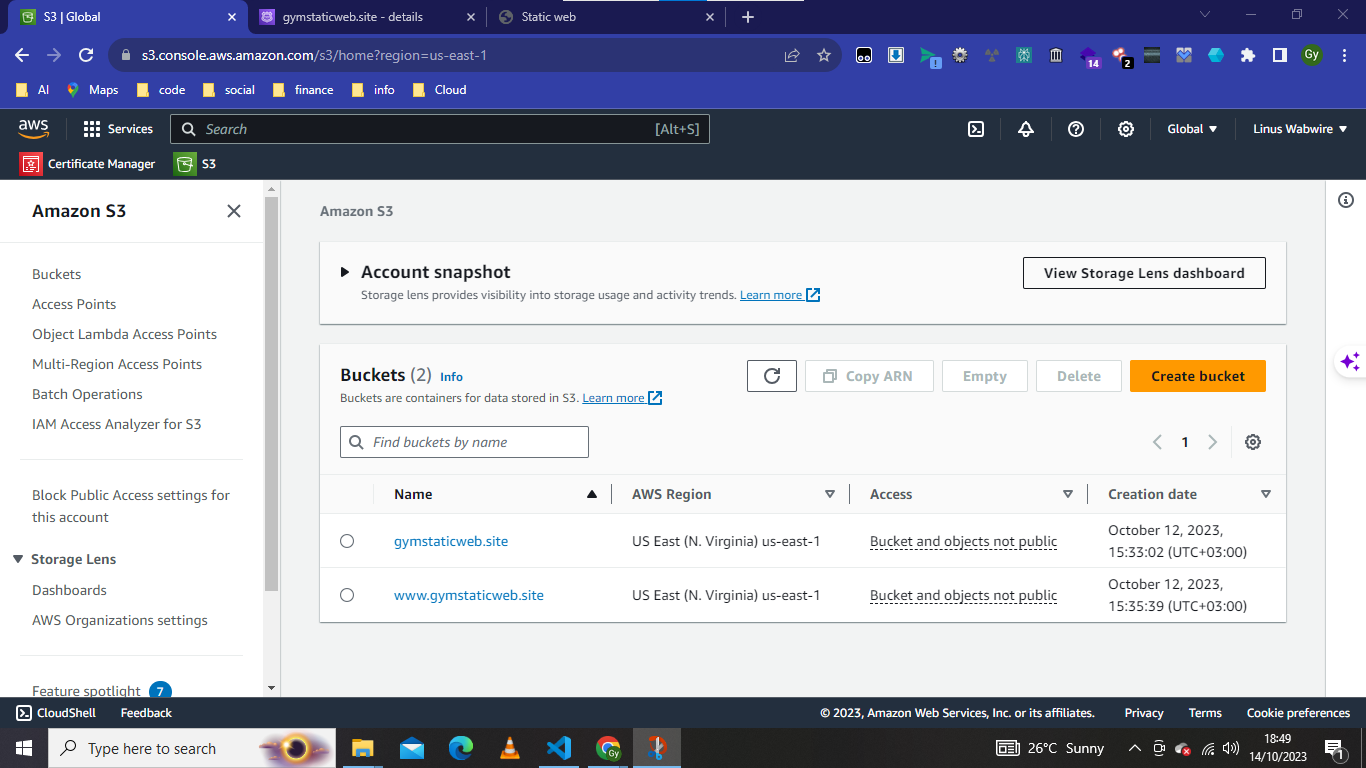 S3 | Global
gymstaticweb.site - details
Static web
s3.console.aws.amazon.com/s3/home?region=us-east-1
!
14
2
Gy
AI
Maps
code
social
finance
info
Cloud
aws
Services
Search
[Alt+S]
Global
Linus Wabwire
Certificate Manager
S3
Amazon S3
Buckets
Access Points
Object Lambda Access Points
Multi-Region Access Points
Batch Operations
IAM Access Analyzer for S3
Block Public Access settings for
this account
Storage Lens
Dashboards
AWS Organizations settings
Feature spotlight 7
Amazon S3
Account snapshot
Storage lens provides visibility into storage usage and activity trends. Learn more
View Storage Lens dashboard
Buckets (2) Info
Buckets are containers for data stored in S3. Learn more
Copy ARN
Empty
Delete
Create bucket
Find buckets by name
1
Name
AWS Region
Access
Creation date
gymstaticweb.site
US East (N. Virginia) us-east-1
Bucket and objects not public
October 12, 2023,
15:33:02 (UTC+03:00)
www.gymstaticweb.site
US East (N. Virginia) us-east-1
Bucket and objects not public
October 12, 2023,
15:35:39 (UTC+03:00)
CloudShell
Feedback
© 2023, Amazon Web Services, Inc. or its affiliates.
Privacy
Terms
Cookie preferences
Type here to search
Gy
26°C Sunny
18:49
14/10/2023
1